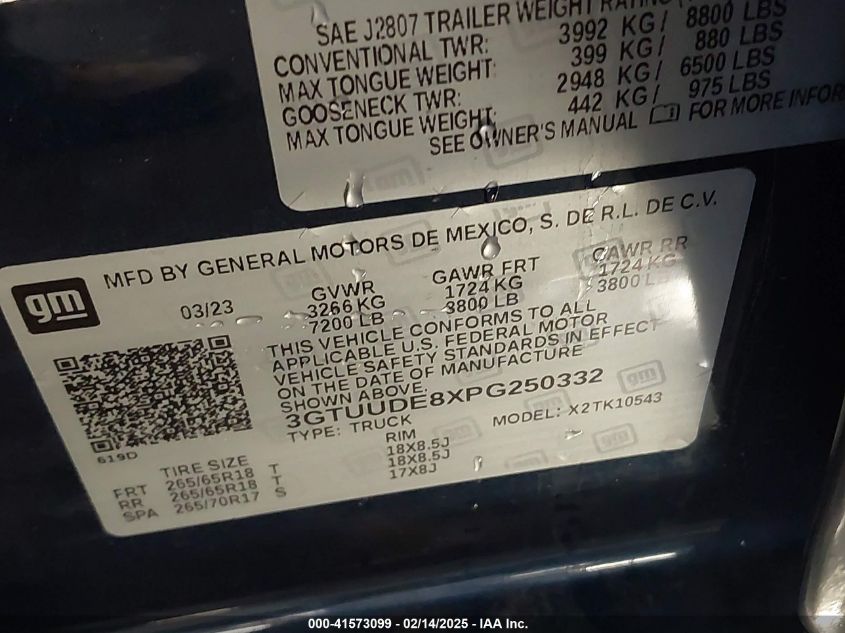 SAE J2807 TRAILER WEIGHT RATING
CONVENTIONAL TWR: 3992 KG/ 8800 LBS
MAX TONGUE WEIGHT: 399 KG/ 880 LBS
GOOSENECK TWR: 2948 KG/ 6500 LBS
MAX TONGUE WEIGHT: 442 KG/ 975 LBS
SEE OWNER'S MANUAL FOR MORE INFOR
gm
MFD BY GENERAL MOTORS DE MEXICO, S. DE R.L. DE C.V.
03/23 GVWR GAWR FRT GAWR RR
3266 KG 1724 KG 1724 KG
7200 LB 3800 LB 3800 LB
THIS VEHICLE CONFORMS TO ALL
APPLICABLE U.S. FEDERAL MOTOR
VEHICLE SAFETY STANDARDS IN EFFECT
ON THE DATE OF MANUFACTURE
SHOWN ABOVE.
3GTUUDE8XPG250332
TYPE: TRUCK MODEL: X2TK10543
619D
TIRE SIZE RIM
FRT 265/65R18 T 18X8.5J
RR 265/65R18 T 18X8.5J
SPA 265/70R17 S 17X8J
000-41573099 - 02/14/2025 - IAA Inc.